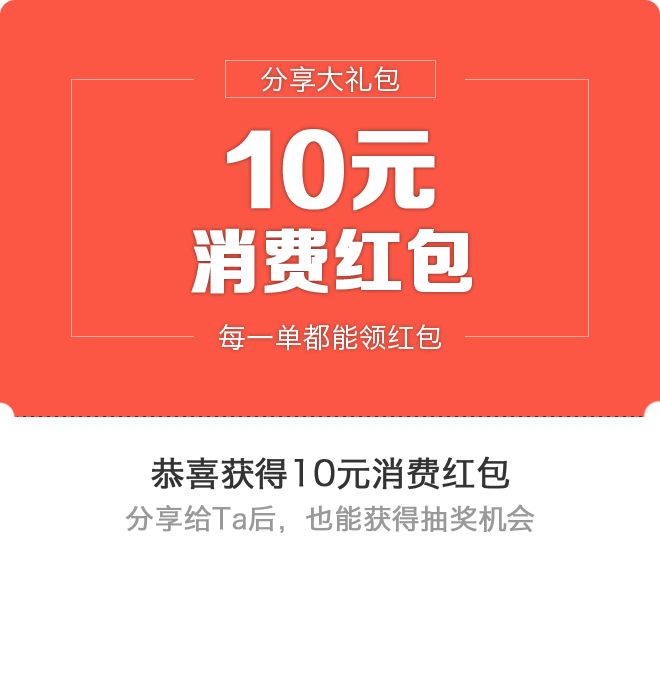 分享大礼包
10元
消费红包
每一单都能领红包
恭喜获得10元消费红包
分享给Ta后，也能获得抽奖机会